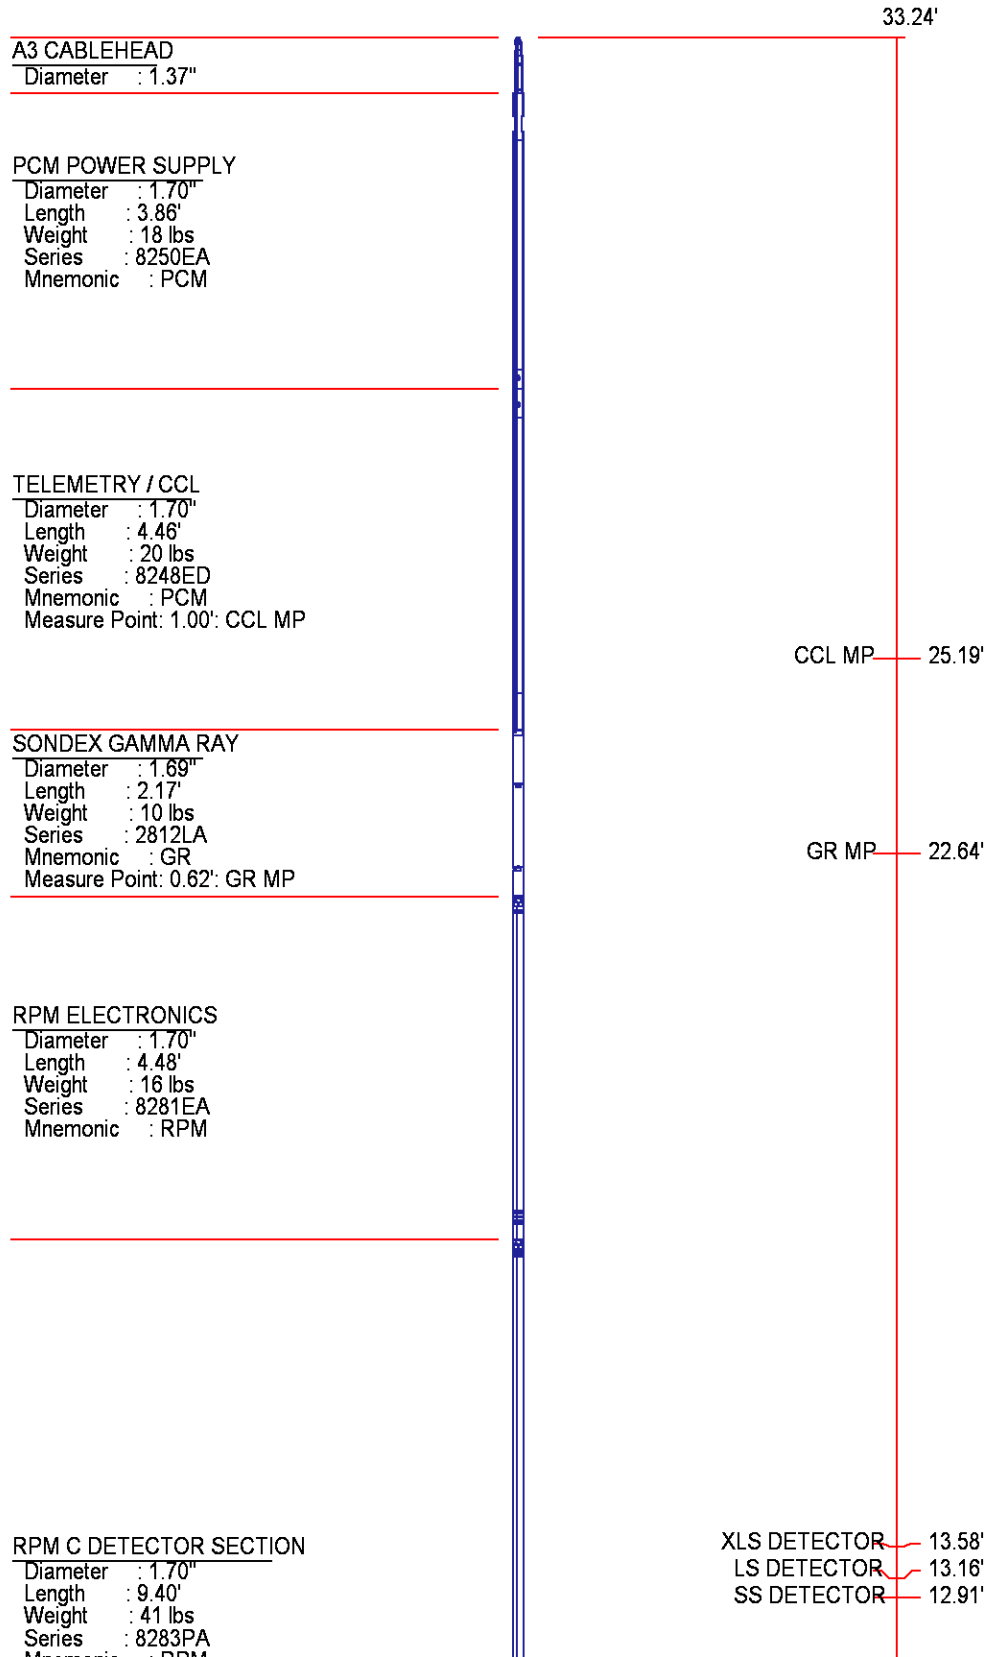 33.24'
A3 CABLEHEAD
Diameter : 1.37"
PCM POWER SUPPLY
Diameter : 1.70"
Length : 3.86'
Weight : 18 lbs
Series : 8250EA
Mnemonic : PCM
TELEMETRY / CCL
Diameter : 1.70"
Length : 4.46'
Weight : 20 lbs
Series : 8248ED
Mnemonic : PCM
Measure Point: 1.00': CCL MP
CCL MP 25.19'
SONDEX GAMMA RAY
Diameter : 1.69"
Length : 2.17'
Weight : 10 lbs
Series : 2812LA
Mnemonic : GR
Measure Point: 0.62': GR MP
GR MP 22.64'
RPM ELECTRONICS
Diameter : 1.70"
Length : 4.48'
Weight : 16 lbs
Series : 8281EA
Mnemonic : RPM
XLS DETECTOR 13.58'
LS DETECTOR 13.16'
SS DETECTOR 12.91'
RPM C DETECTOR SECTION
Diameter : 1.70"
Length : 9.40'
Weight : 41 lbs
Series : 8283PA
Mnemonic : RPM